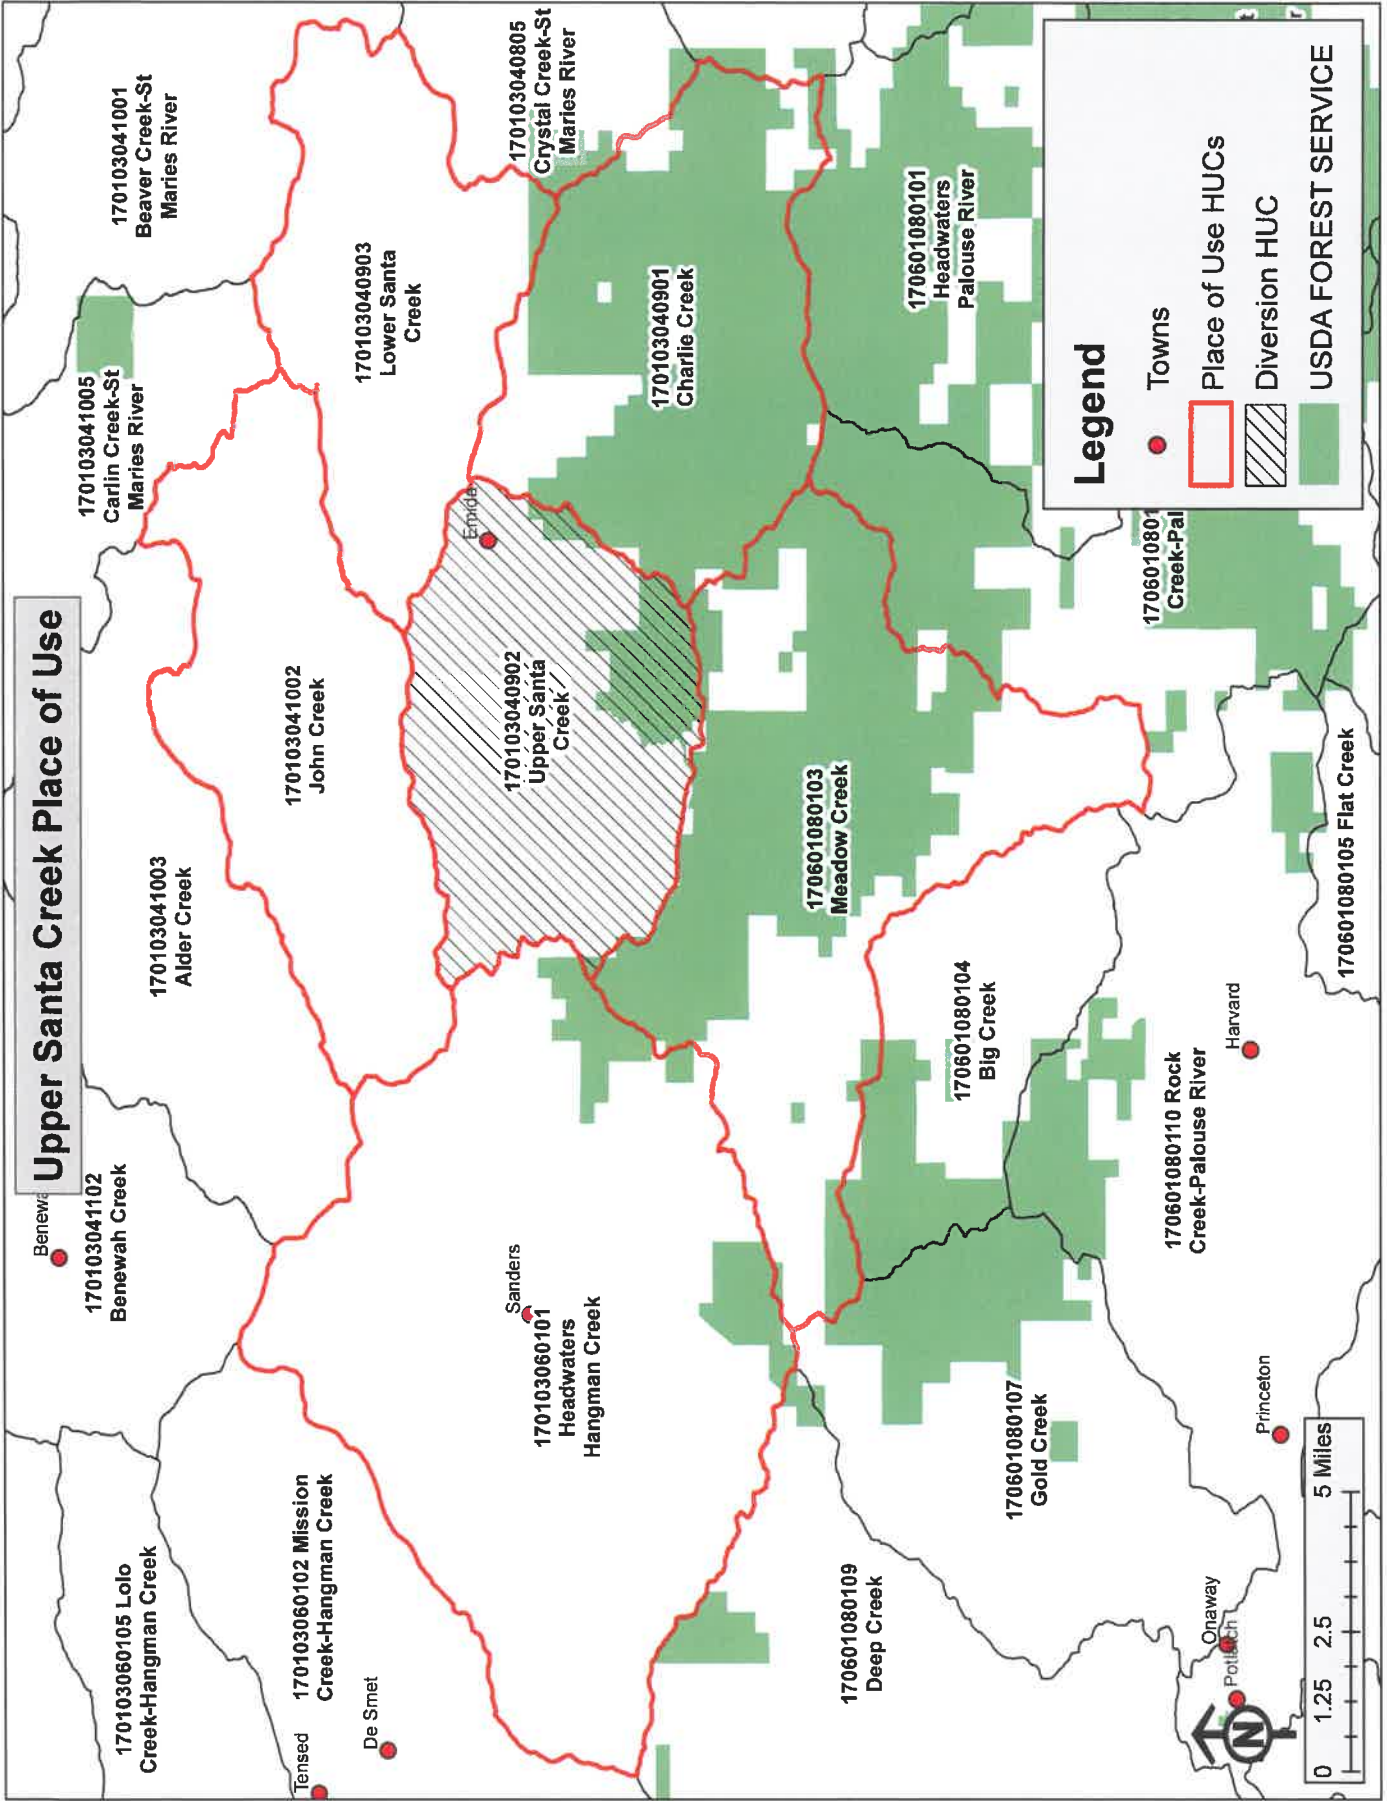 Upper Santa Creek Place of Use
Benewa
170103041102
Benewah Creek
170103060105 Lolo
Creek-Hangman Creek
170103060102 Mission
Creek-Hangman Creek
Tensed
De Smet
170103041003
Alder Creek
170103041005
Carlin Creek-St
Maries River
170103041001
Beaver Creek-St
Maries River
170103041002
John Creek
170103040903
Lower Santa
Creek
170103040805
Crystal Creek-St
Maries River
Sanders
170103060101
Headwaters
Hangman Creek
170103040902
Upper Santa
Creek
Emida
170103040901
Charlie Creek
170601080109
Deep Creek
170601080103
Meadow Creek
170601080101
Headwaters
Palouse River
170601080104
Big Creek
170601080107
Gold Creek
1706010801
Creek-Pal
170601080110 Rock
Creek-Palouse River
Harvard
Princeton
Onaway
Potlatch
170601080105 Flat Creek
N
0 1.25 2.5 5 Miles
Legend
Towns
Place of Use HUCs
Diversion HUC
USDA FOREST SERVICE
t
r